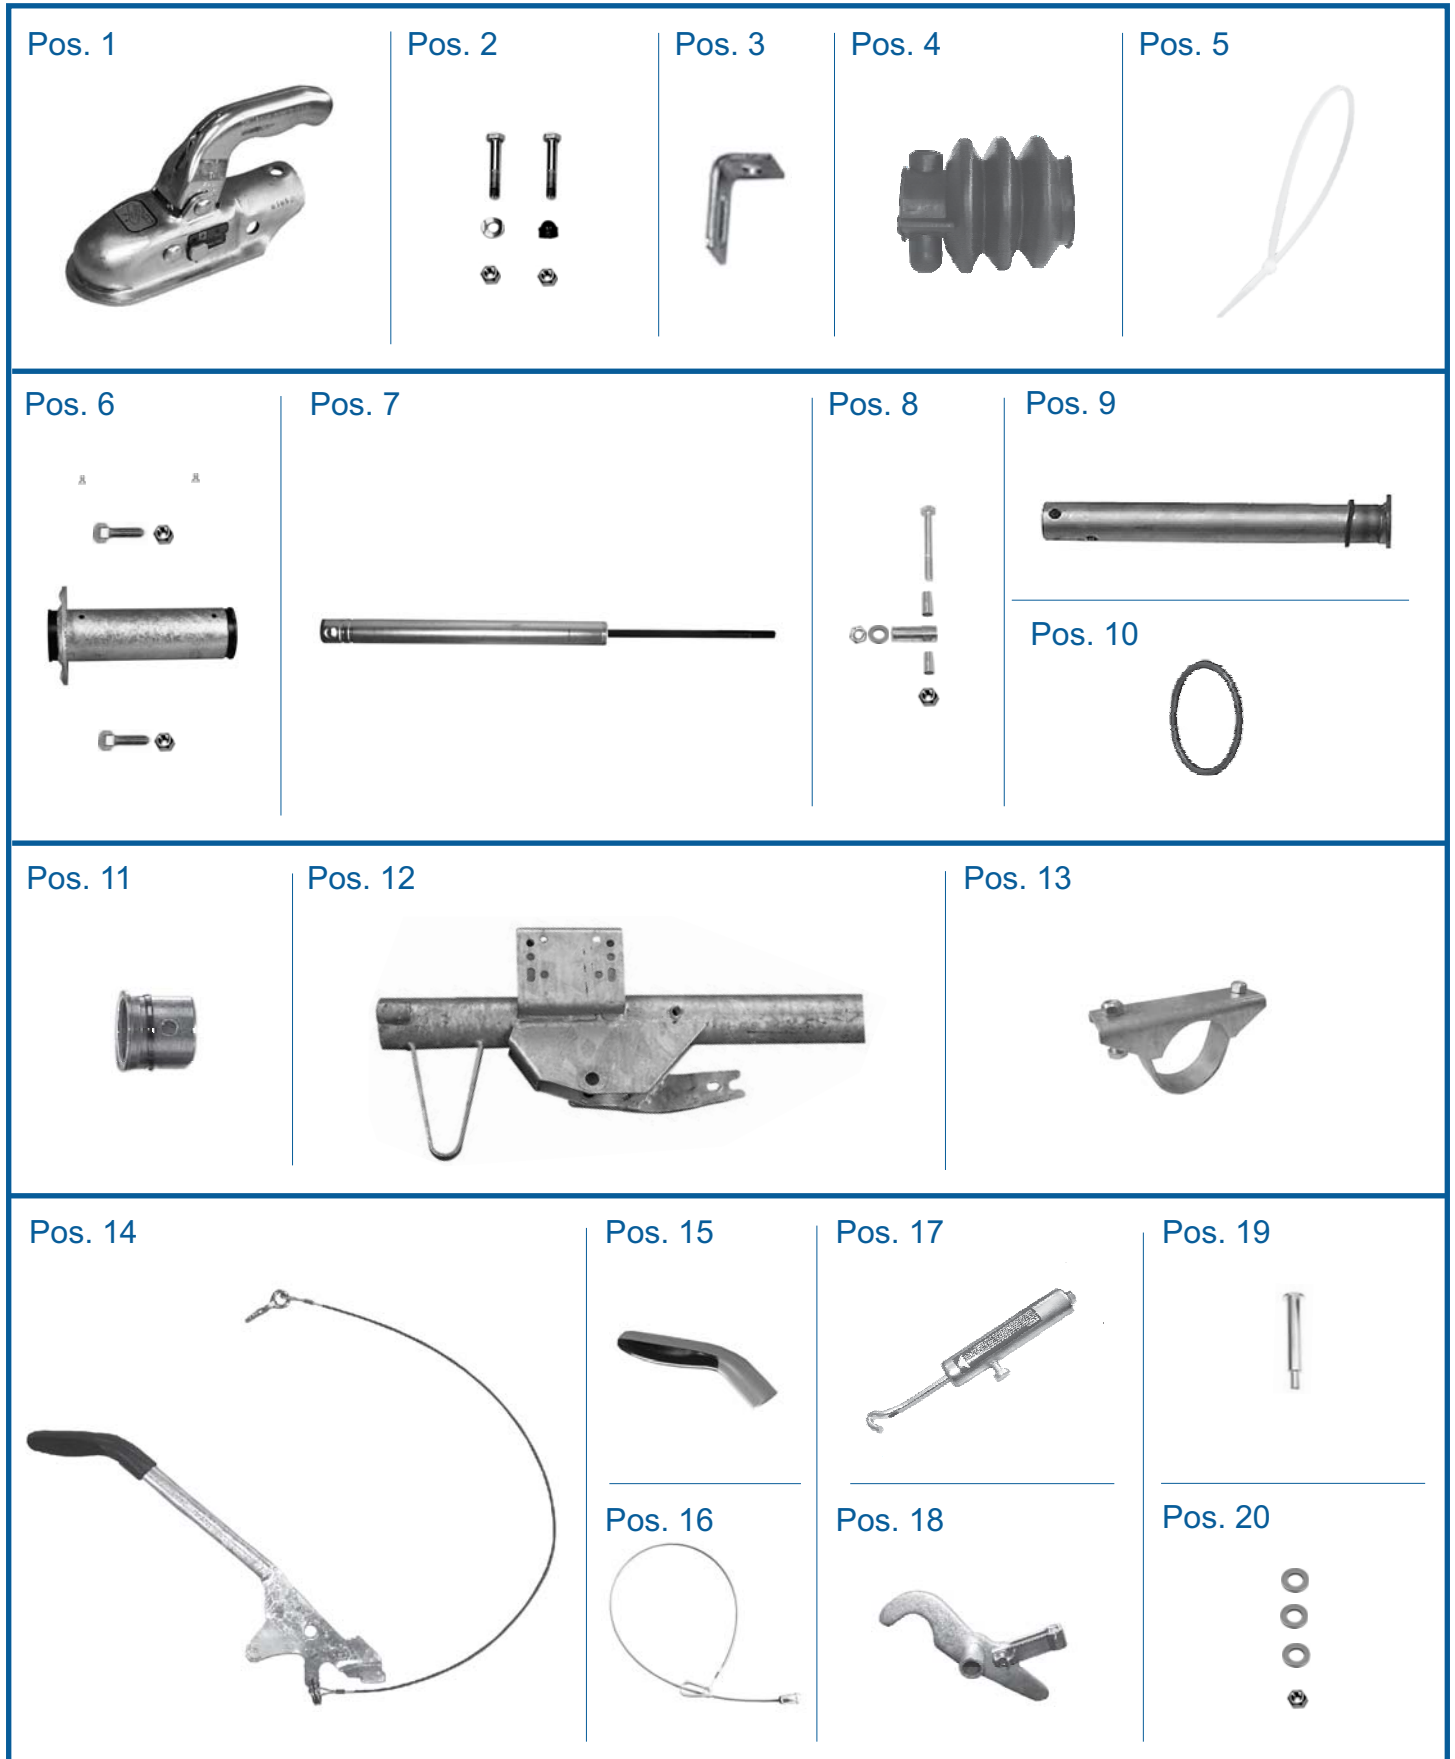 Pos. 1
Pos. 2
Pos. 3
Pos. 4
Pos. 5
Pos. 6
Pos. 7
Pos. 8
Pos. 9
Pos. 10
Pos. 11
Pos. 12
Pos. 13
Pos. 14
Pos. 15
Pos. 16
Pos. 17
Pos. 18
Pos. 19
Pos. 20